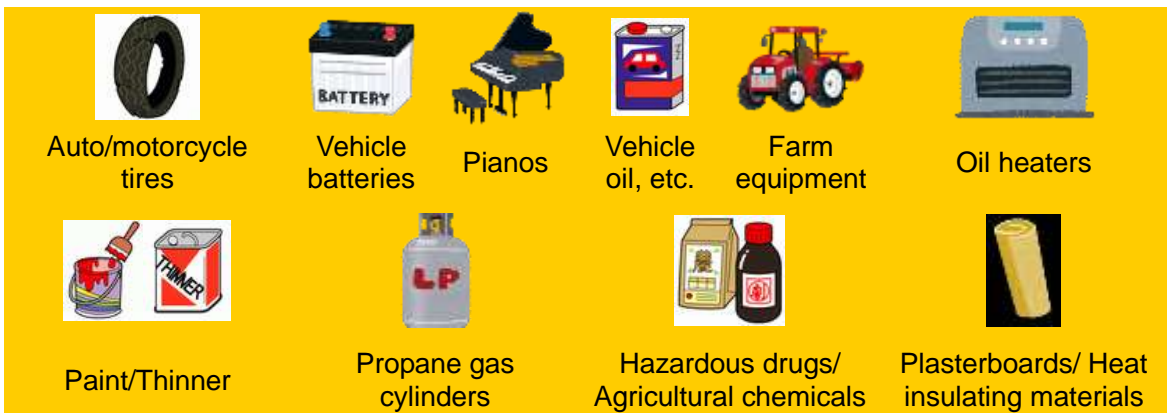 BATTERY
Auto/motorcycle
tires
Vehicle
batteries
Pianos
Vehicle
oil, etc.
Farm
equipment
Oil heaters
THINNER
LP
Paint/Thinner
Propane gas
cylinders
Hazardous drugs/
Agricultural chemicals
Plasterboards/ Heat
insulating materials